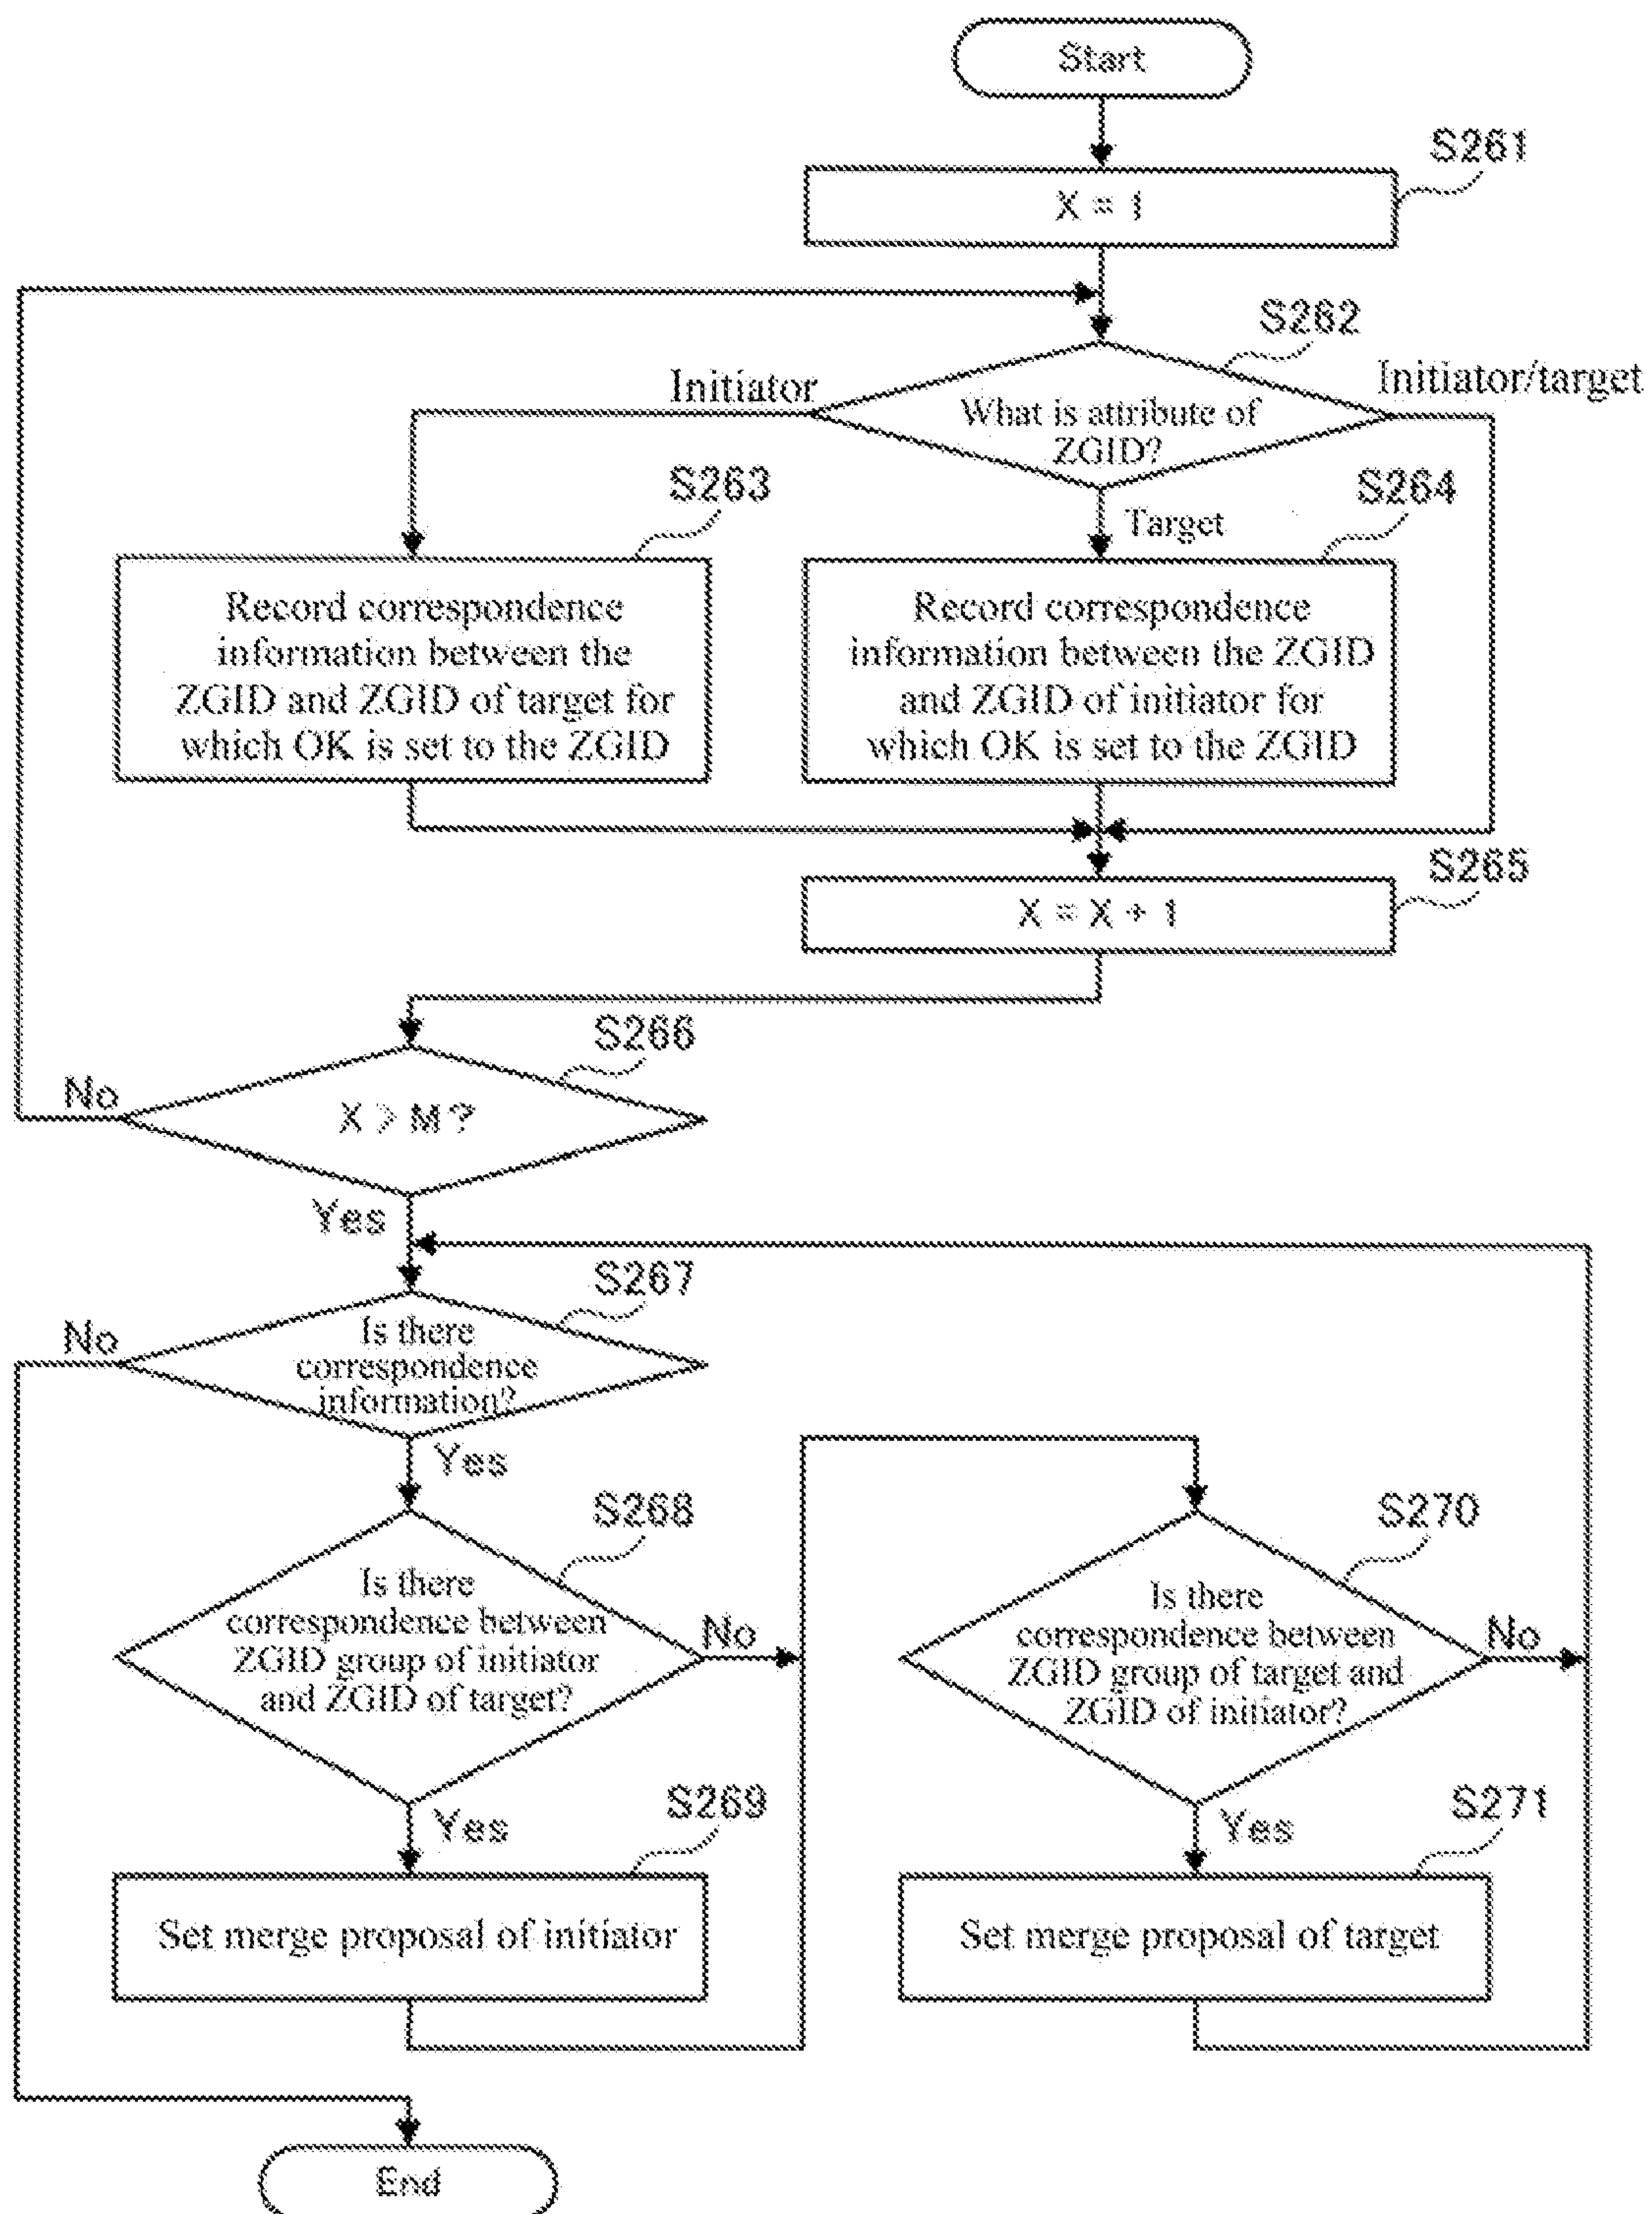 Start
S261
X = 1
S262
Initiator
Initiator/target
What is attribute of
ZGID?
S263
S264
Target
Record correspondence
information between the
ZGID and ZGID of target for
which OK is set to the ZGID
Record correspondence
information between the ZGID
and ZGID of initiator for
which OK is set to the ZGID
S265
X = X + 1
S266
No
X > M ?
Yes
S267
No
Is there
correspondence
information?
Yes
S268
S270
Is there
correspondence between
ZGID group of initiator
and ZGID of target?
No
Is there
correspondence between
ZGID group of target and
ZGID of initiator?
No
Yes
S269
Yes
S271
Set merge proposal of initiator
Set merge proposal of target
End